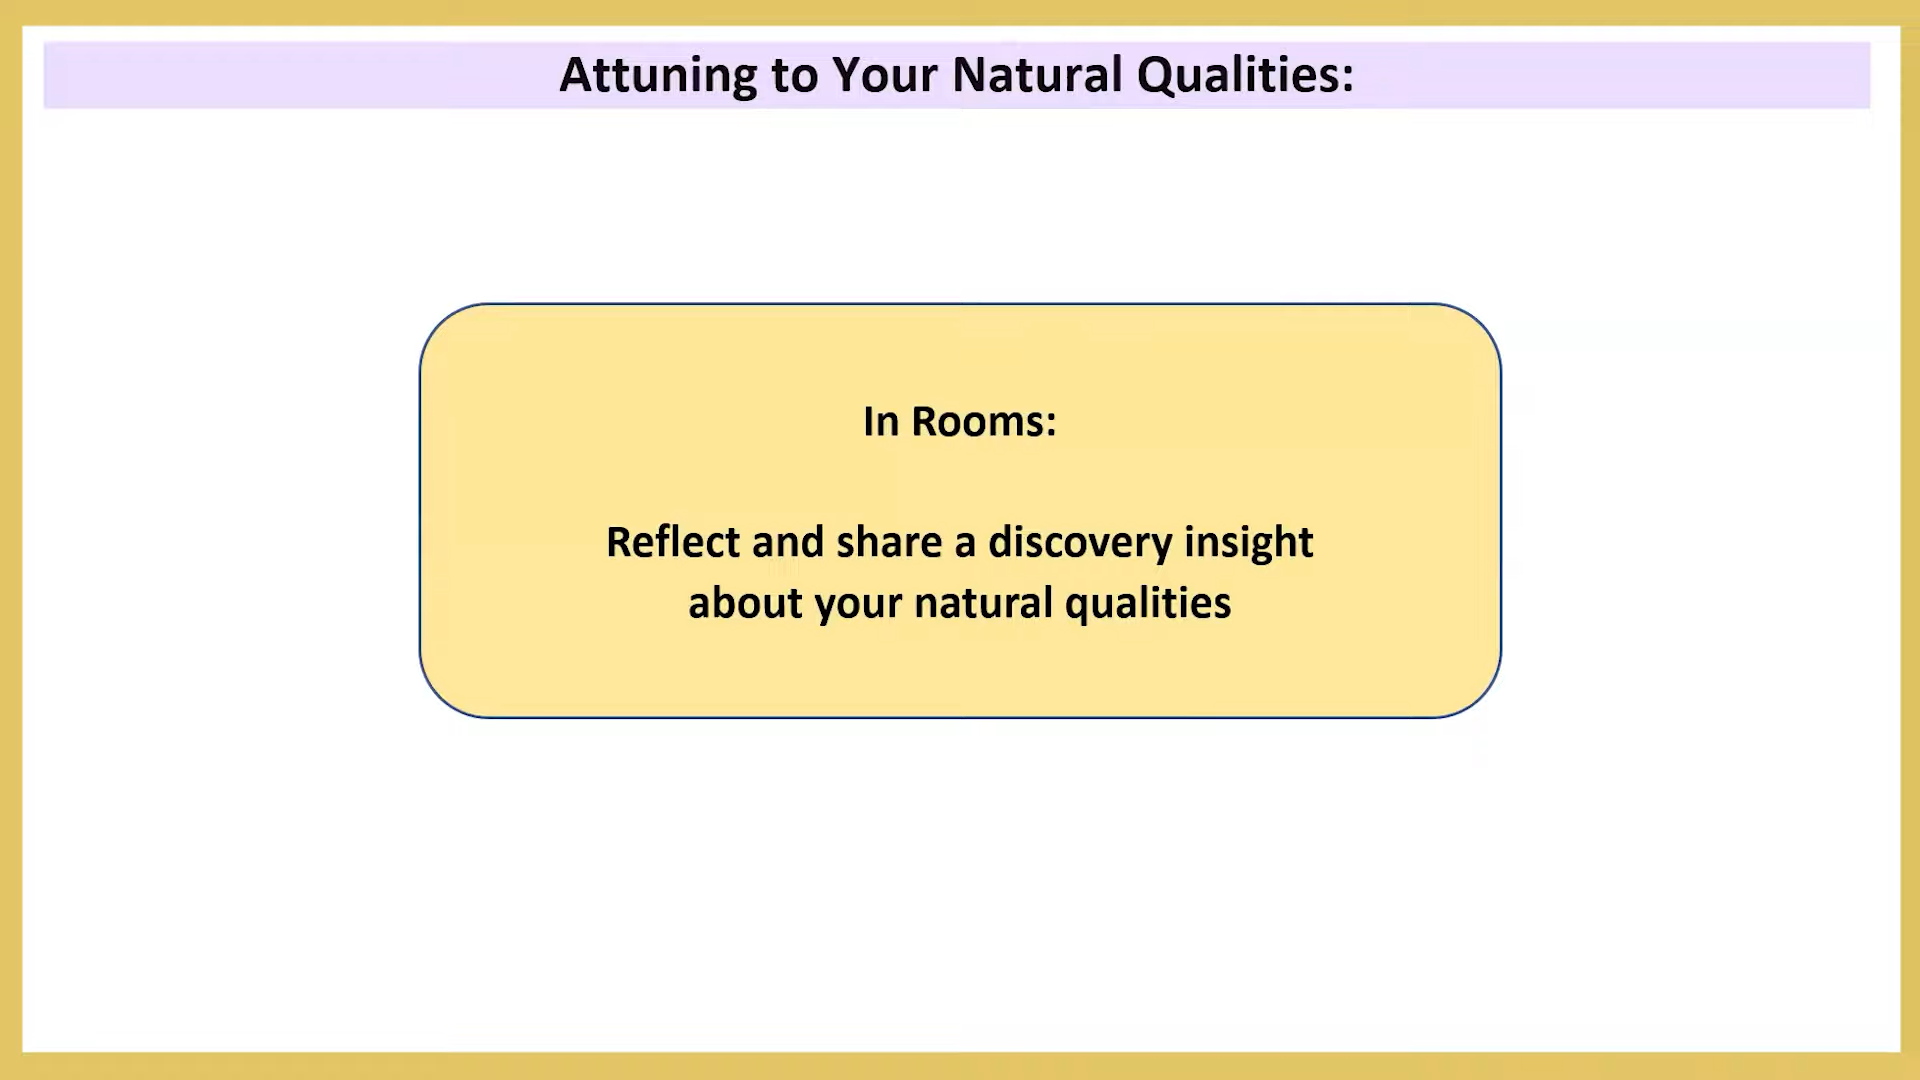 Attuning to Your Natural Qualities:
In Rooms:
Reflect and share a discovery insight
about your natural qualities